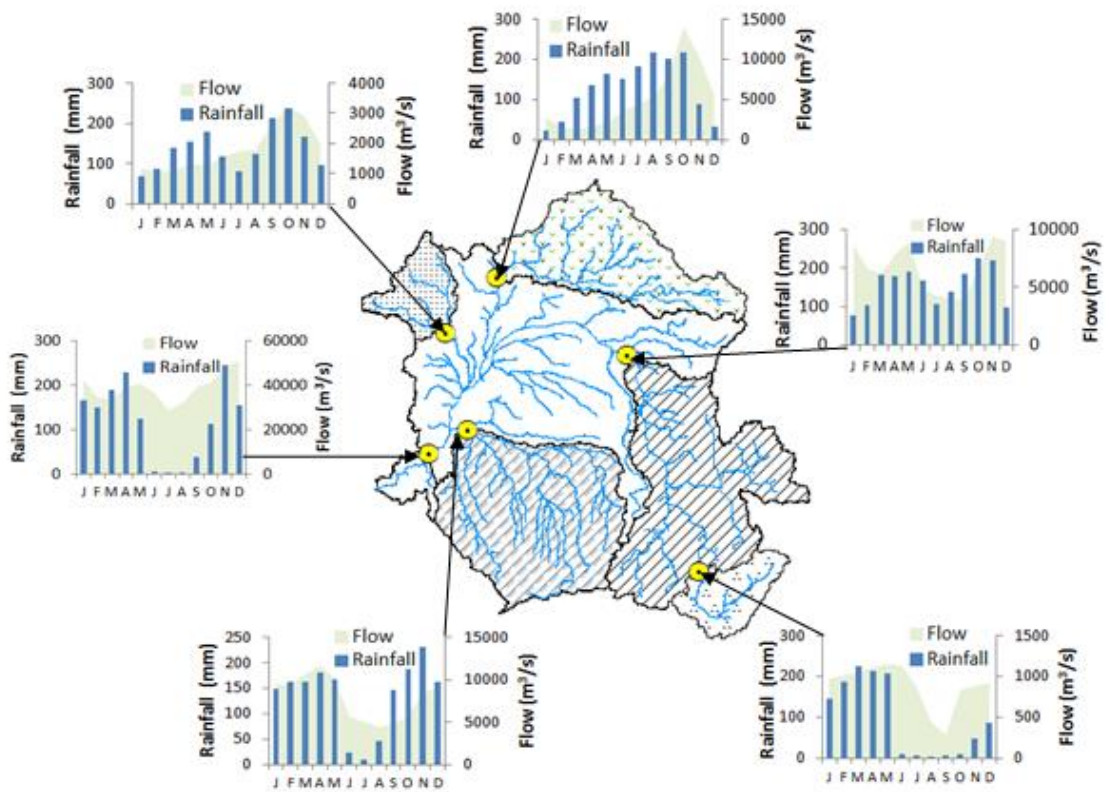 300
200
100
0
Rainfall (mm)
15000
10000
5000
0
Flow (m³/s)
Flow
Rainfall
J F M A M J J A S O N D
300
200
100
0
Rainfall (mm)
4000
3000
2000
1000
0
Flow (m³/s)
Flow
Rainfall
J F M A M J J A S O N D
300
200
100
0
Rainfall (mm)
10000
5000
0
Flow (m³/s)
Flow
Rainfall
J F M A M J J A S O N D
300
200
100
0
Rainfall (mm)
60000
40000
20000
0
Flow (m³/s)
Flow
Rainfall
J F M A M J J A S O N D
250
200
150
100
50
0
Rainfall (mm)
15000
10000
5000
0
Flow (m³/s)
Flow
Rainfall
J F M A M J J A S O N D
300
200
100
0
Rainfall (mm)
1500
1000
500
0
Flow (m³/s)
Flow
Rainfall
J F M A M J J A S O N D